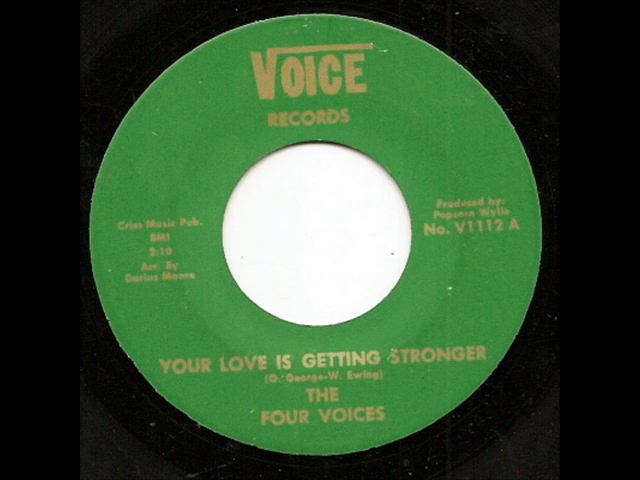 VOICE
RECORDS
Criss Music Pub.
BMI
2:10
Arr. By
Darius Moore
Produced by:
Popcorn Wylie
No. V1112 A
YOUR LOVE IS GETTING STRONGER
(O. George-W. Ewing)
THE
FOUR VOICES